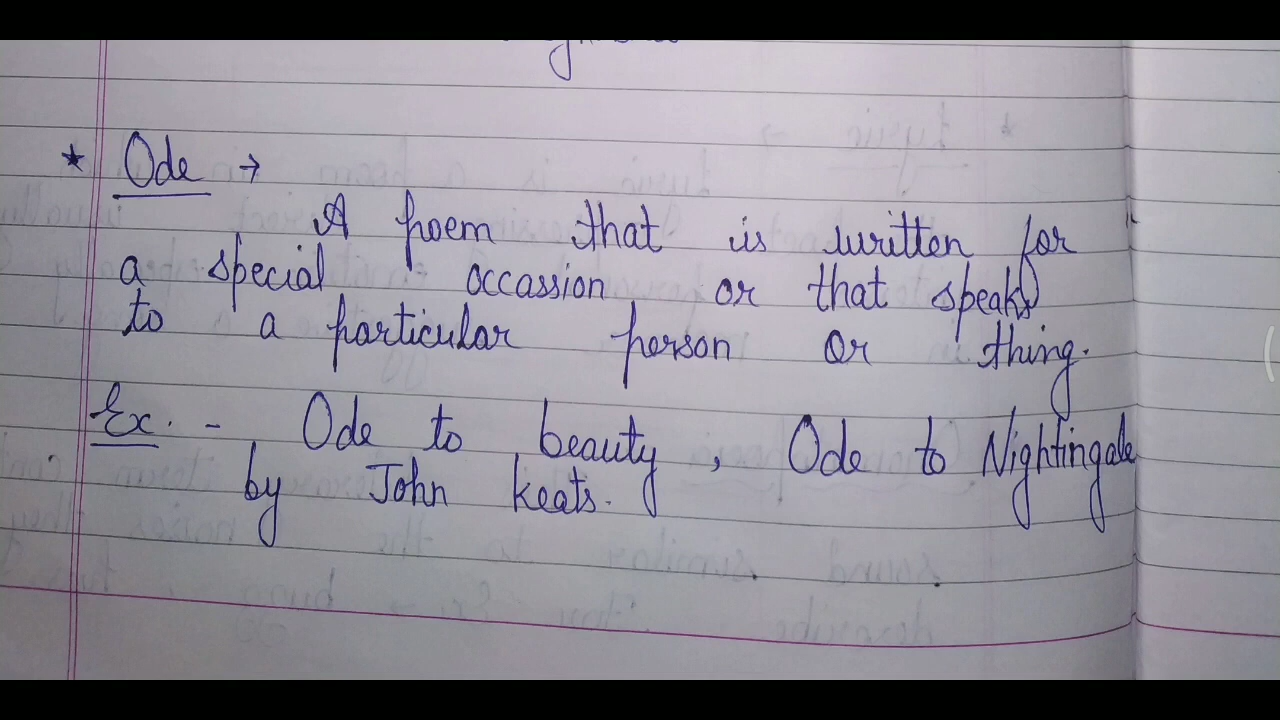 ★ Ode →
A poem that is written for
a special occassion or that speaks
to a particular person or thing.
Ex. - Ode to beauty, Ode to Nightingale
by John keats.